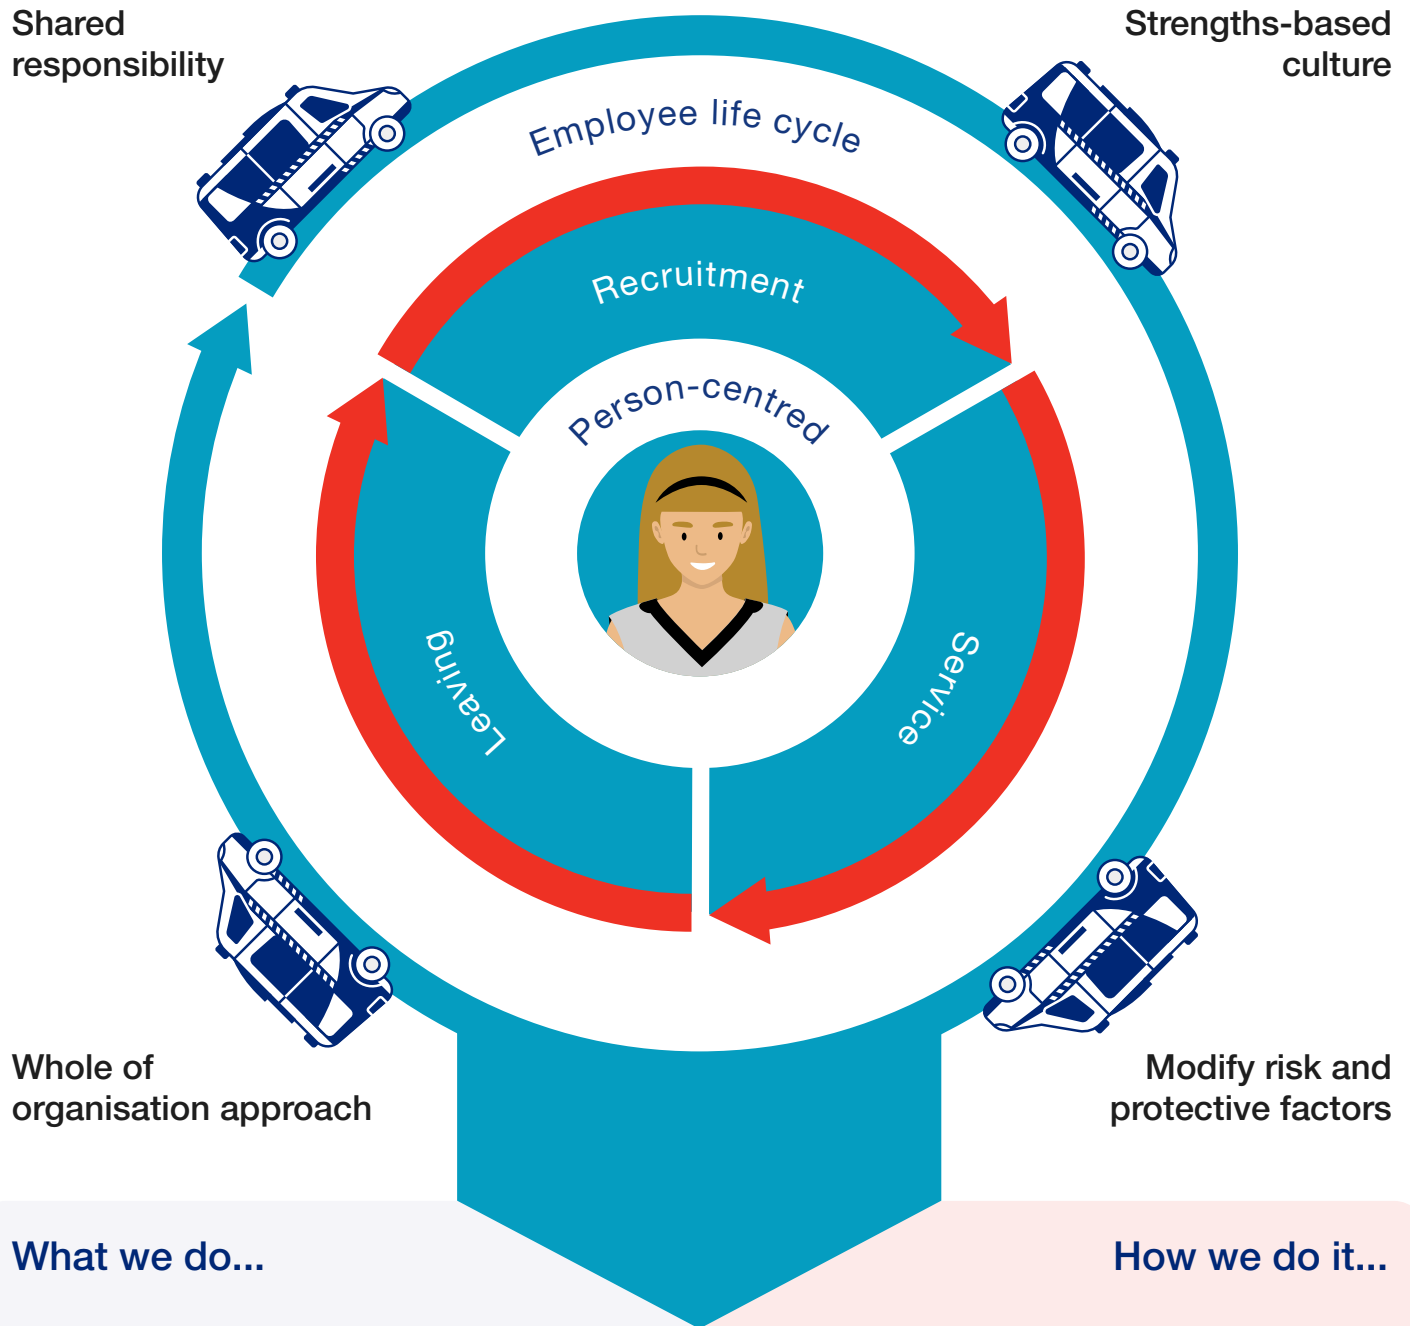 Shared
responsibility
Strengths-based
culture
Employee life cycle
Recruitment
Person-centred
Service
Leaving
Whole of
organisation approach
Modify risk and
protective factors
What we do...
How we do it...